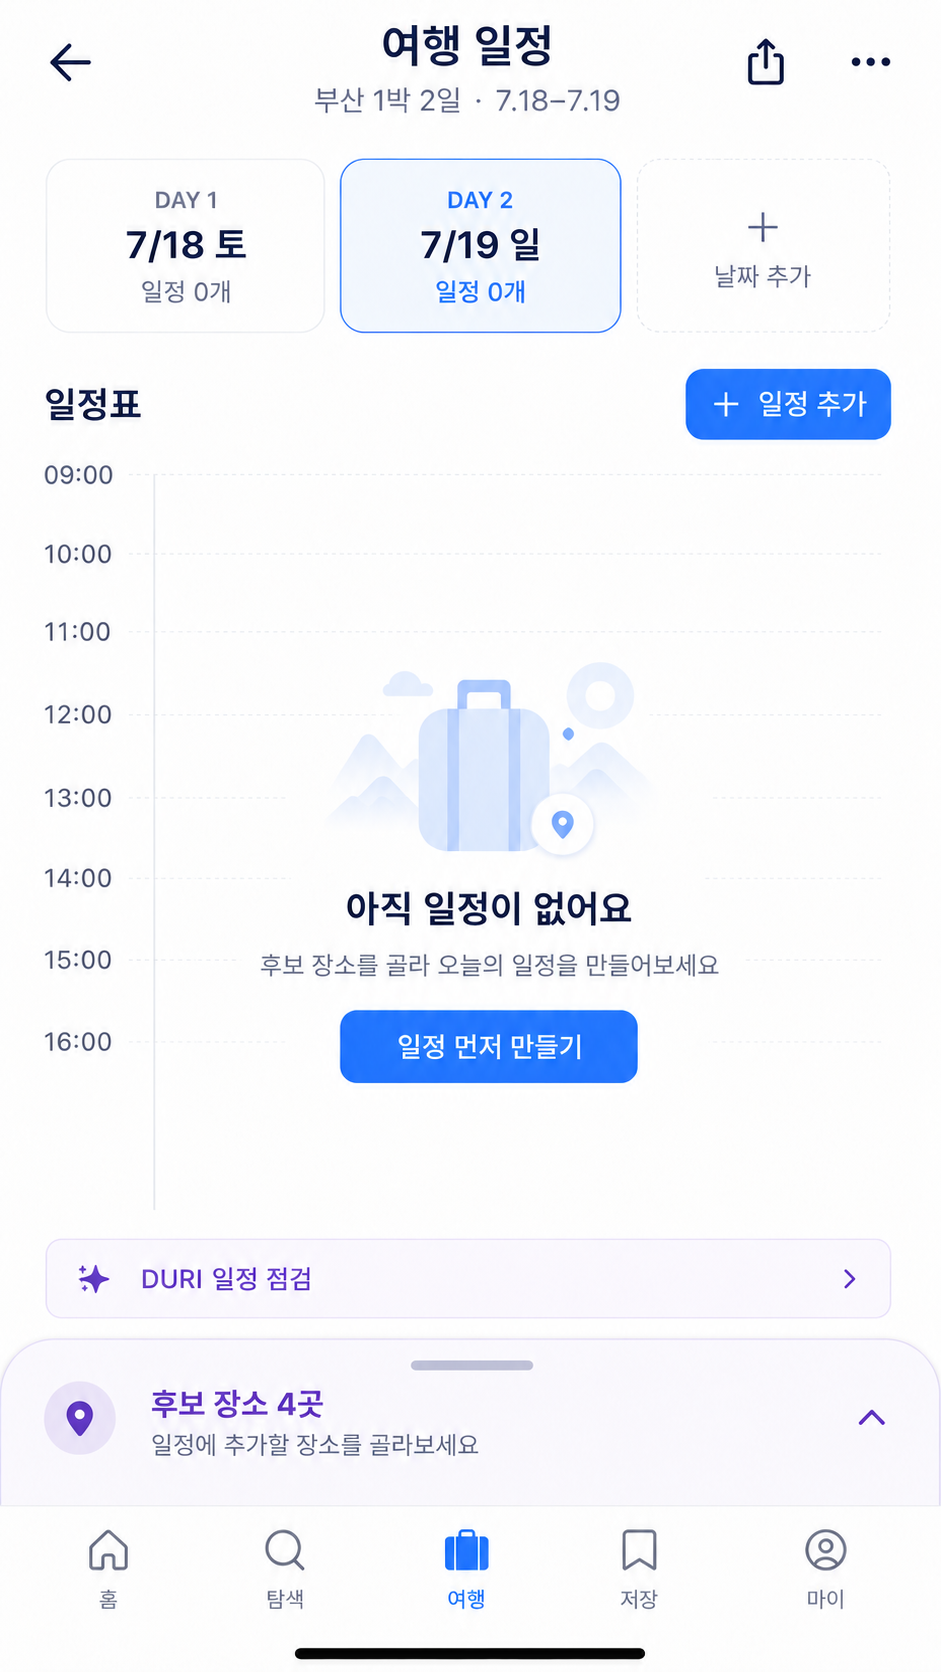 여행 일정
부산 1박 2일 · 7.18–7.19
DAY 1
7/18 토
일정 0개
DAY 2
7/19 일
일정 0개
+
날짜 추가
일정표
+ 일정 추가
09:00
10:00
11:00
12:00
13:00
14:00
15:00
16:00
아직 일정이 없어요
후보 장소를 골라 오늘의 일정을 만들어보세요
일정 먼저 만들기
DURI 일정 점검
후보 장소 4곳
일정에 추가할 장소를 골라보세요
홈
탐색
여행
저장
마이